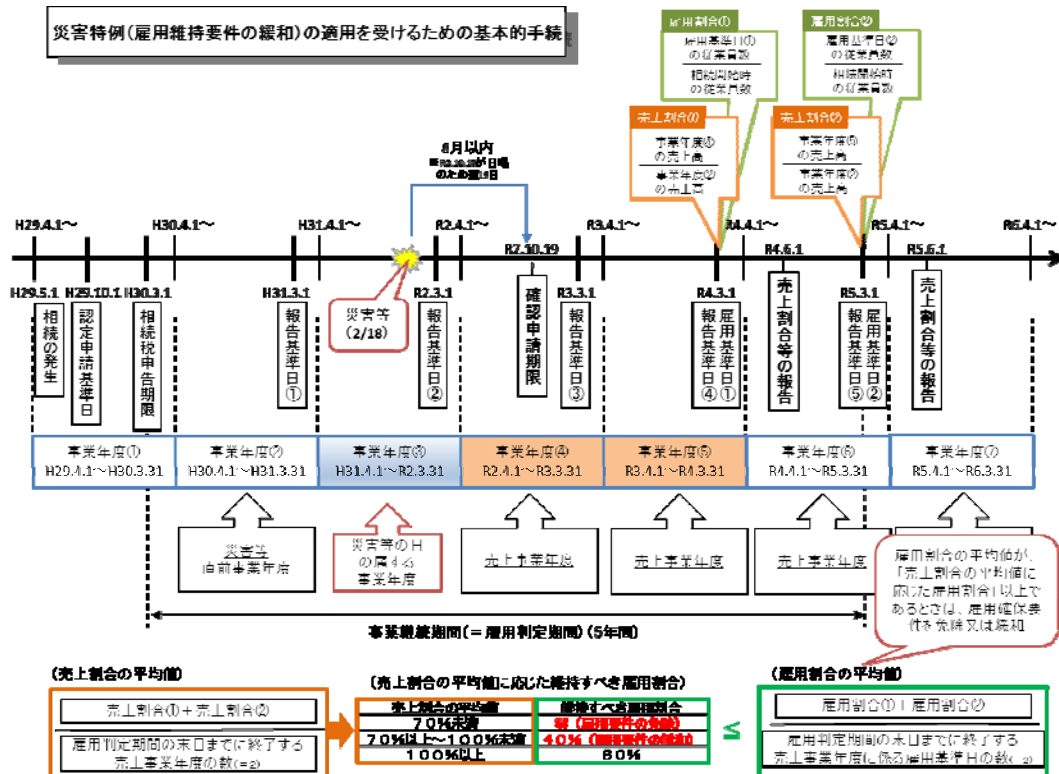 災害特例(雇用維持要件の緩和)の適用を受けるための基本的手続
雇用割合①
雇用基準日①
の従業員数
相続開始時
の従業員数
雇用割合②
雇用基準日②
の従業員数
相続開始時
の従業員数
売上割合①
事業年度④
の売上高
事業年度②
の売上高
売上割合②
の売上高
の売上高
8月以内
H29.4.1～
H30.4.1～
H31.4.1～
R2.4.1～
R3.4.1～
R4.4.1～
R5.4.1～
R6.4.1～
R2.10.19
R4.6.1
R5.6.1
H29.5.1
H29.10.1
H30.3.1
H31.3.1
R2.3.1
R3.3.1
R4.3.1
R5.3.1
相続の発生
認定申請基準日
相続税申告期限
報告基準日①
災害等
(2/18)
報告基準日②
確認申請期限
報告基準日③
雇用基準日①
報告基準日④
売上割合等の報告
雇用基準日②
報告基準日⑤
売上割合等の報告
事業年度①
H29.4.1～H30.3.31
事業年度②
H30.4.1～H31.3.31
事業年度③
H31.4.1～R2.3.31
事業年度④
R2.4.1～R3.3.31
事業年度⑤
R3.4.1～R4.3.31
事業年度⑥
R4.4.1～R5.3.31
事業年度⑦
R5.4.1～R6.3.31
災害等
直前事業年度
災害等の日
の属する
事業年度
売上事業年度
売上事業年度
売上事業年度
雇用割合の平均値が、
「売上割合の平均値に
応じた雇用割合」以上で
あるときは、雇用確保要
件を免除又は緩和
事業継続期間(=雇用判定期間)(5年間)
(売上割合の平均値)
売上割合①+売上割合②
雇用判定期間の末日までに終了する
売上事業年度の数(=2)
(売上割合の平均値に応じた維持すべき雇用割合)
売上割合の平均値
維持すべき雇用割合
70%未満
零(雇用要件の免除)
70%以上～100%未満
40%(雇用要件の緩和)
100%以上
80%
≦
(雇用割合の平均値)
雇用割合①+雇用割合②
雇用判定期間の末日までに終了する
売上事業年度に係る雇用基準日の数(=2)